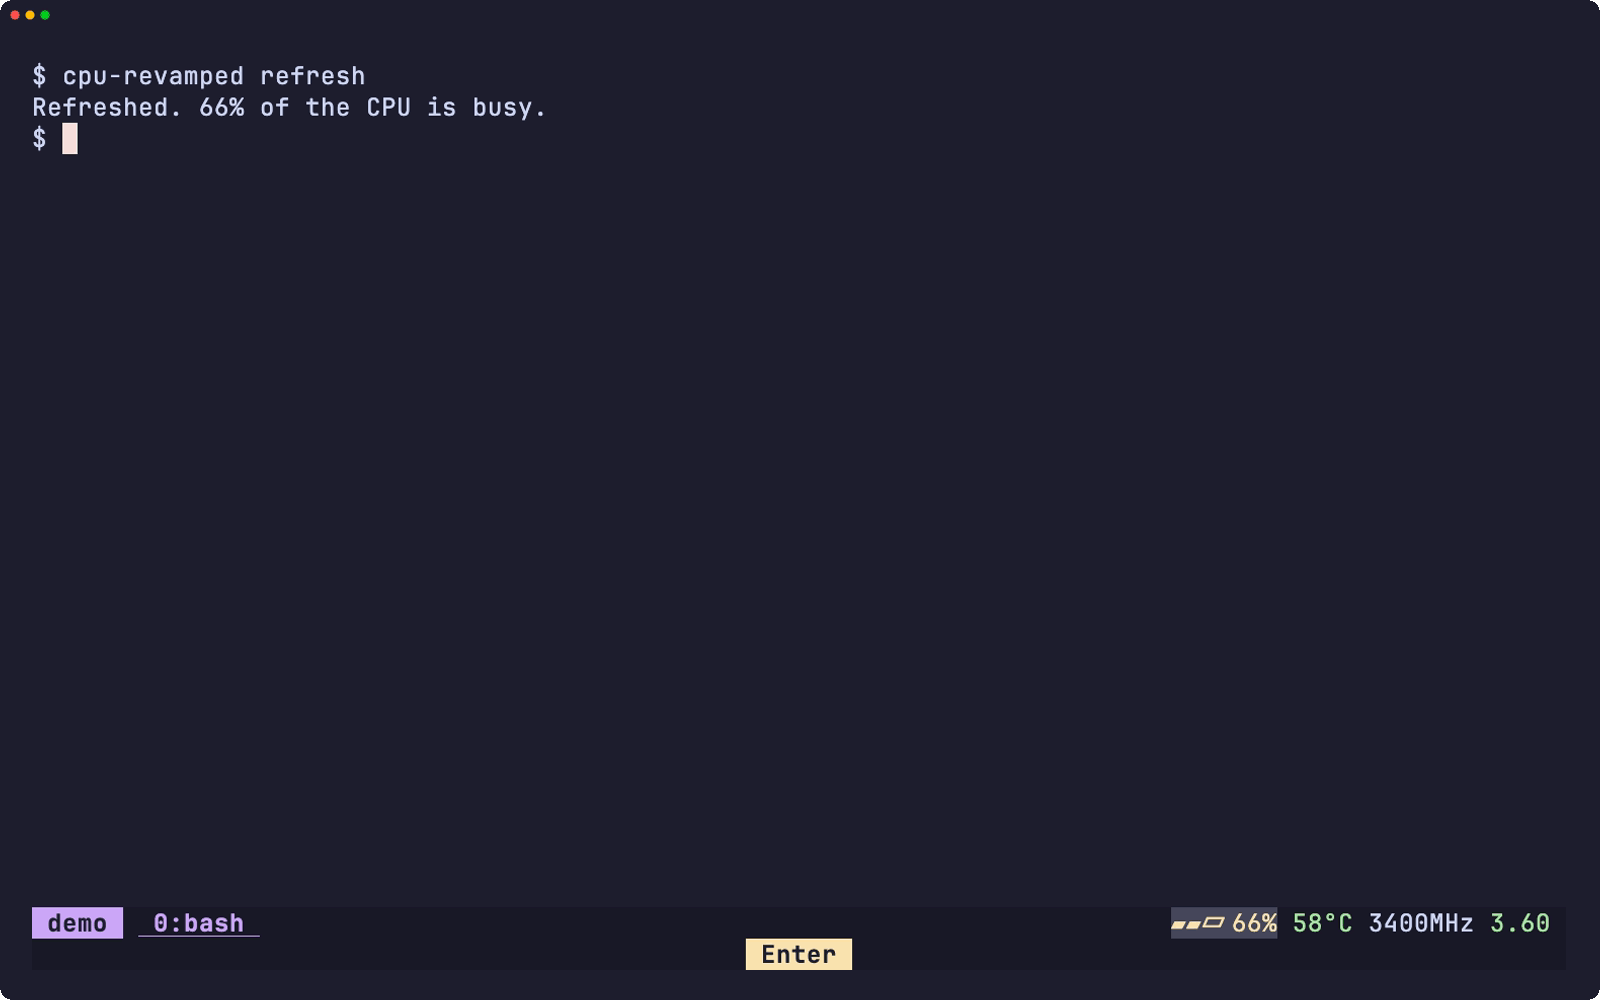 $ cpu-revamped refresh
Refreshed. 66% of the CPU is busy.
$
demo 0:bash ▰▰▱ 66% 58°C 3400MHz 3.60
Enter